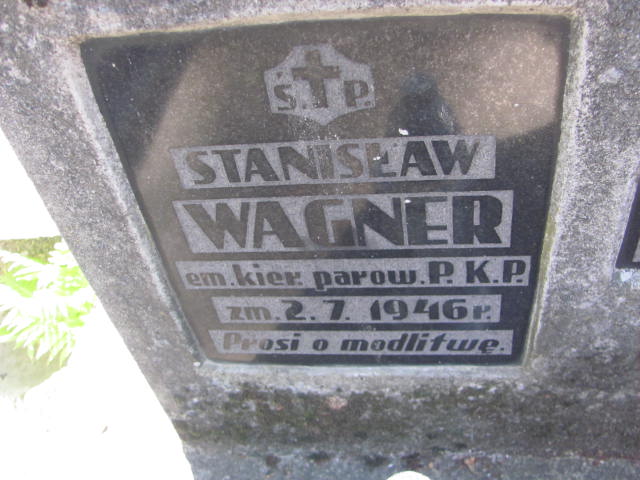 Ś.T.P.
STANISŁAW
WAGNER
em. kier. parow. P.K.P.
zm. 2.7.1946 r.
Prosi o modlitwę.